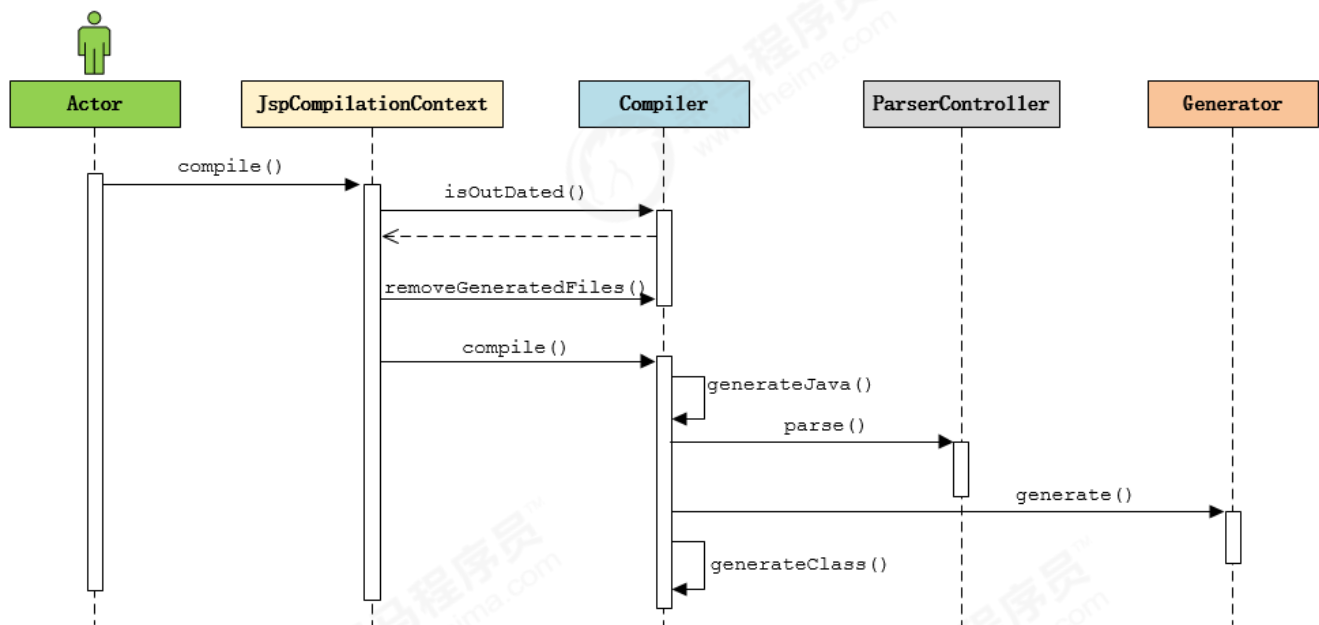 Actor
JspCompilationContext
Compiler
ParserController
Generator
compile()
isOutDated()
removeGeneratedFiles()
compile()
generateJava()
parse()
generate()
generateClass()